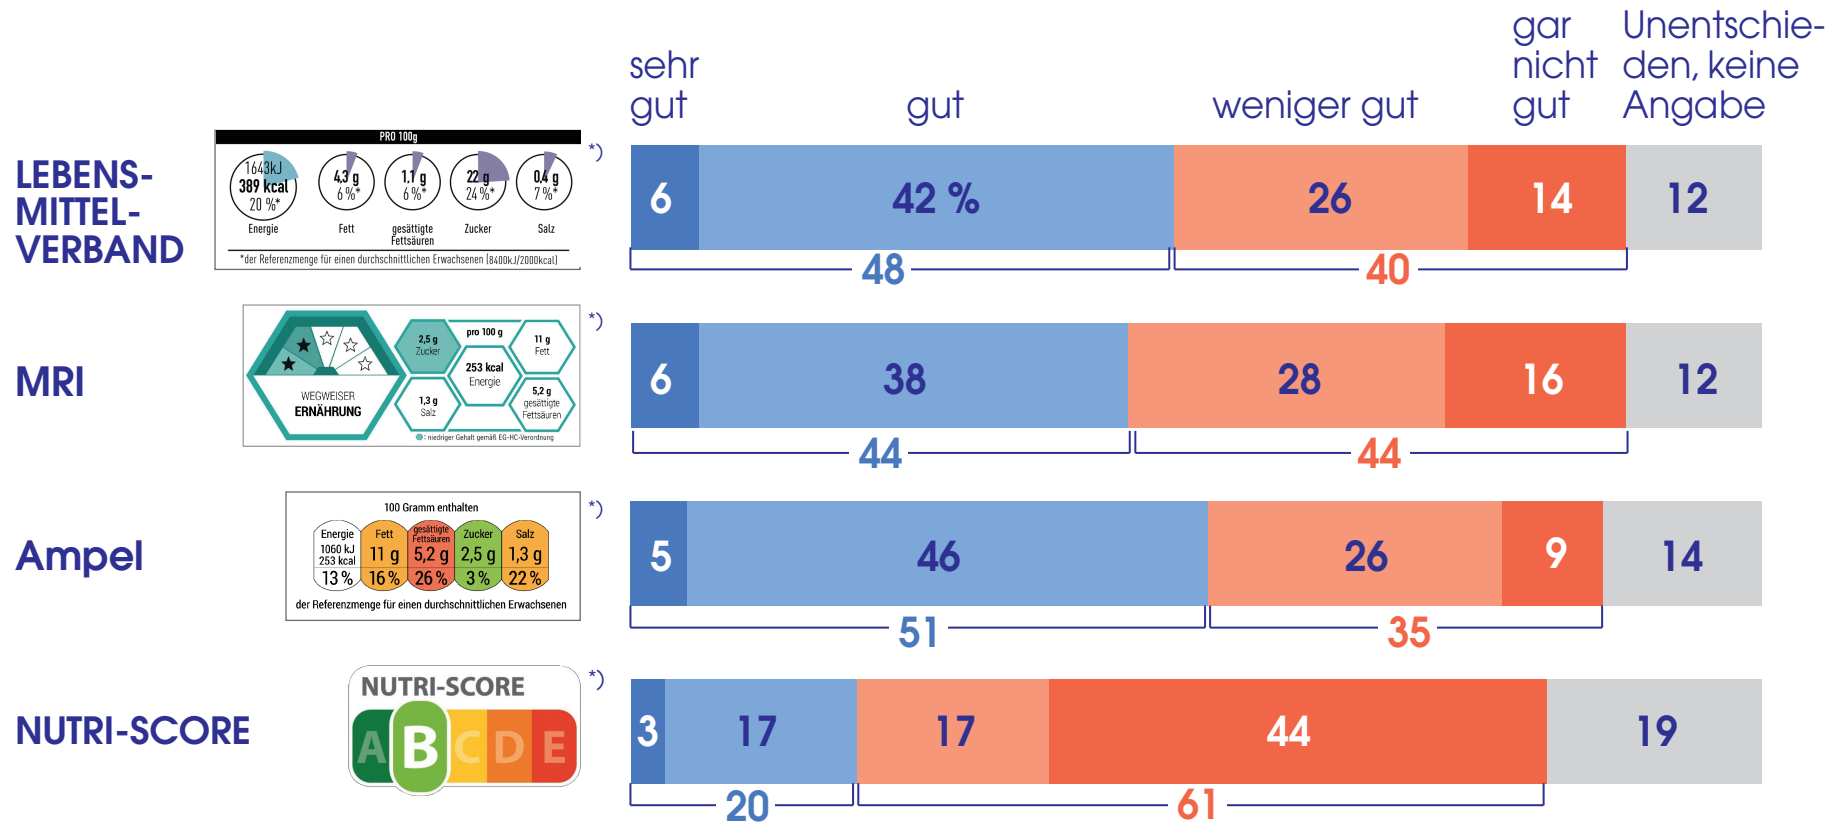 sehr
gut
gut
weniger gut
gar
nicht
gut
Unentschie-
den, keine
Angabe
LEBENS-
MITTEL-
VERBAND
PRO 100g
1643kJ
389 kcal
20 %*
Energie
4,3 g
6 %*
Fett
1,1 g
6 %*
gesättigte
Fettsäuren
22 g
24 %*
Zucker
0,4 g
7 %*
Salz
*der Referenzmenge für einen durchschnittlichen Erwachsenen (8400kJ/2000kcal)
*)
6 42 % 26 14 12
48 40
MRI
WEGWEISER
ERNÄHRUNG
2,5 g
Zucker
pro 100 g
11 g
Fett
253 kcal
Energie
1,3 g
Salz
5,2 g
gesättigte
Fettsäuren
: niedriger Gehalt gemäß EG-HC-Verordnung
*)
6 38 28 16 12
44 44
Ampel
100 Gramm enthalten
Energie
1060 kJ
253 kcal
13 %
Fett
11 g
16 %
gesättigte
Fettsäuren
5,2 g
26 %
Zucker
2,5 g
3 %
Salz
1,3 g
22 %
der Referenzmenge für einen durchschnittlichen Erwachsenen
*)
5 46 26 9 14
51 35
NUTRI-SCORE
NUTRI-SCORE
A B C D E
*)
3 17 17 44 19
20 61